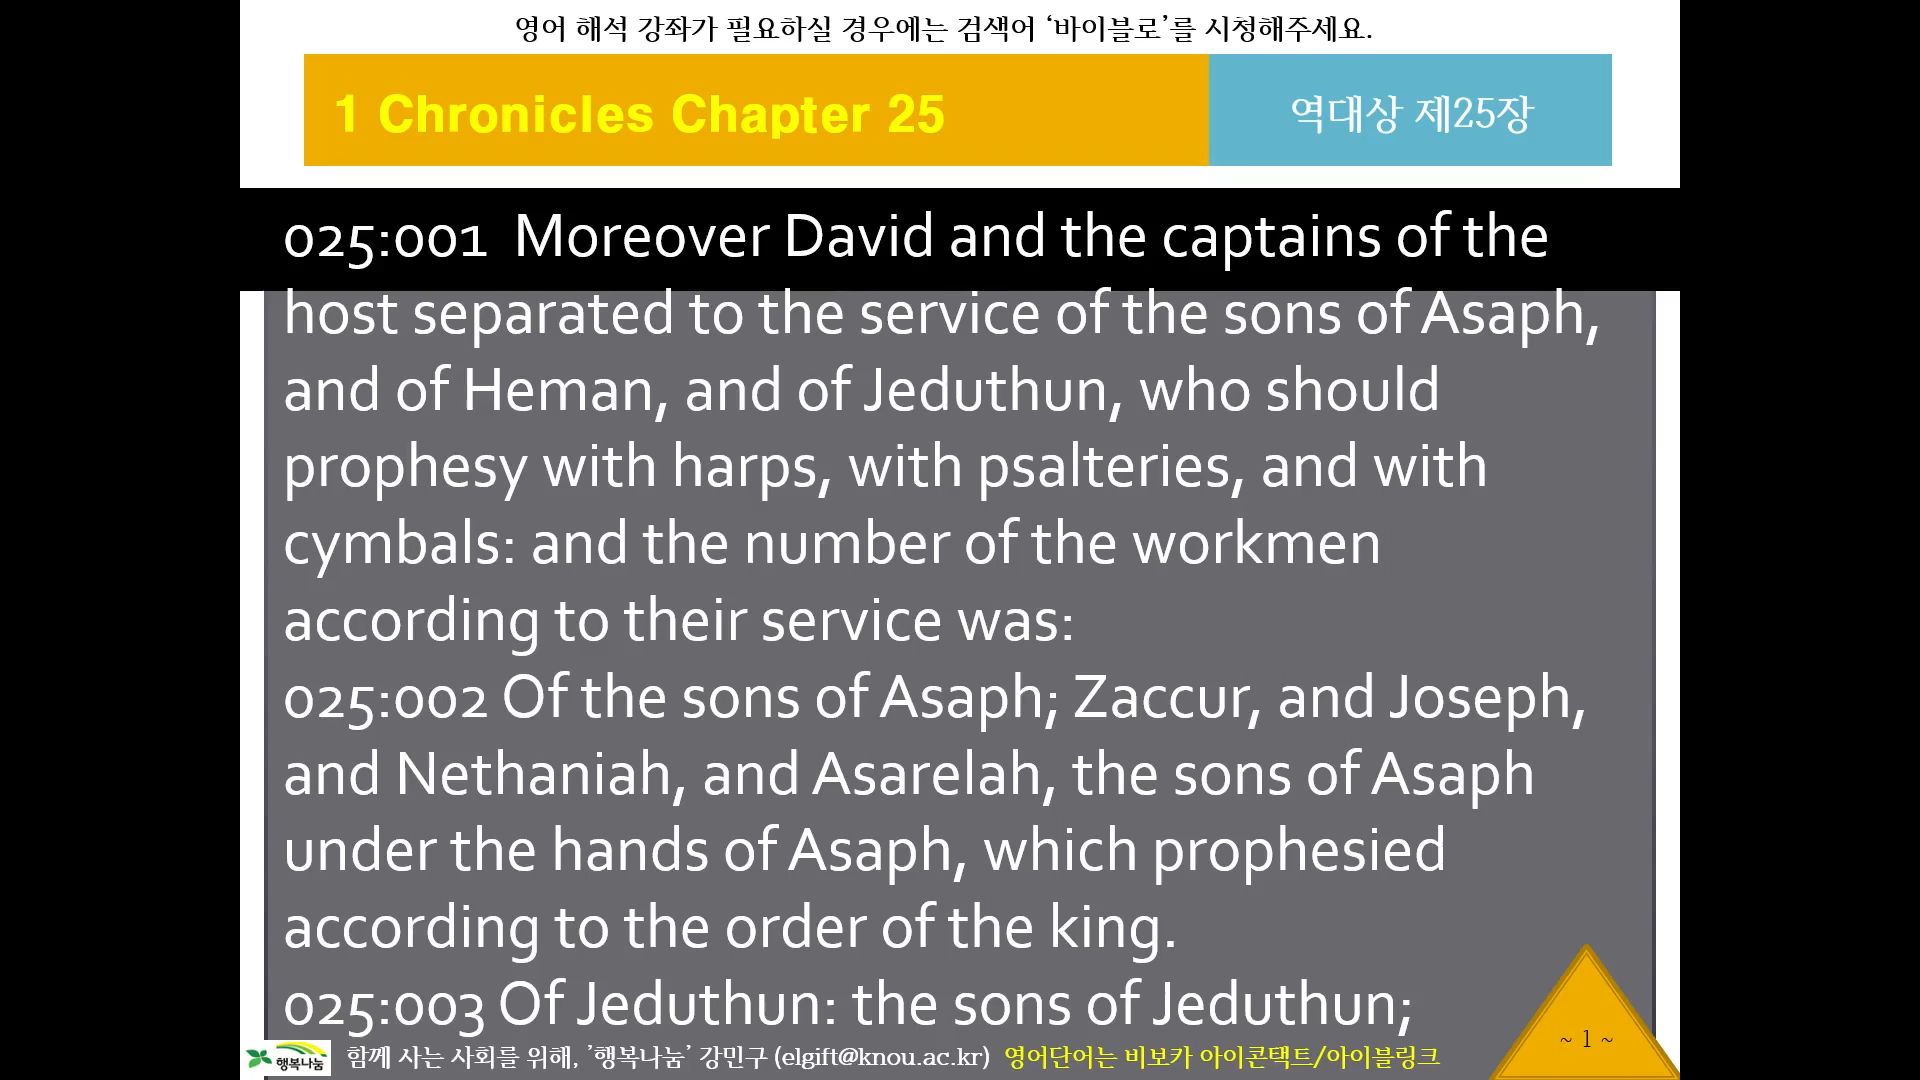 영어 해석 강좌가 필요하실 경우에는 검색어 ‘바이블로’를 시청해주세요.
1 Chronicles Chapter 25
역대상 제25장
025:001  Moreover David and the captains of the
host separated to the service of the sons of Asaph,
and of Heman, and of Jeduthun, who should
prophesy with harps, with psalteries, and with
cymbals: and the number of the workmen
according to their service was:
025:002 Of the sons of Asaph; Zaccur, and Joseph,
and Nethaniah, and Asarelah, the sons of Asaph
under the hands of Asaph, which prophesied
according to the order of the king.
025:003 Of Jeduthun: the sons of Jeduthun;
행복나눔
함께 사는 사회를 위해, ’행복나눔’ 강민구 (elgift@knou.ac.kr)  영어단어는 비보카 아이콘택트/아이블링크
~ 1 ~